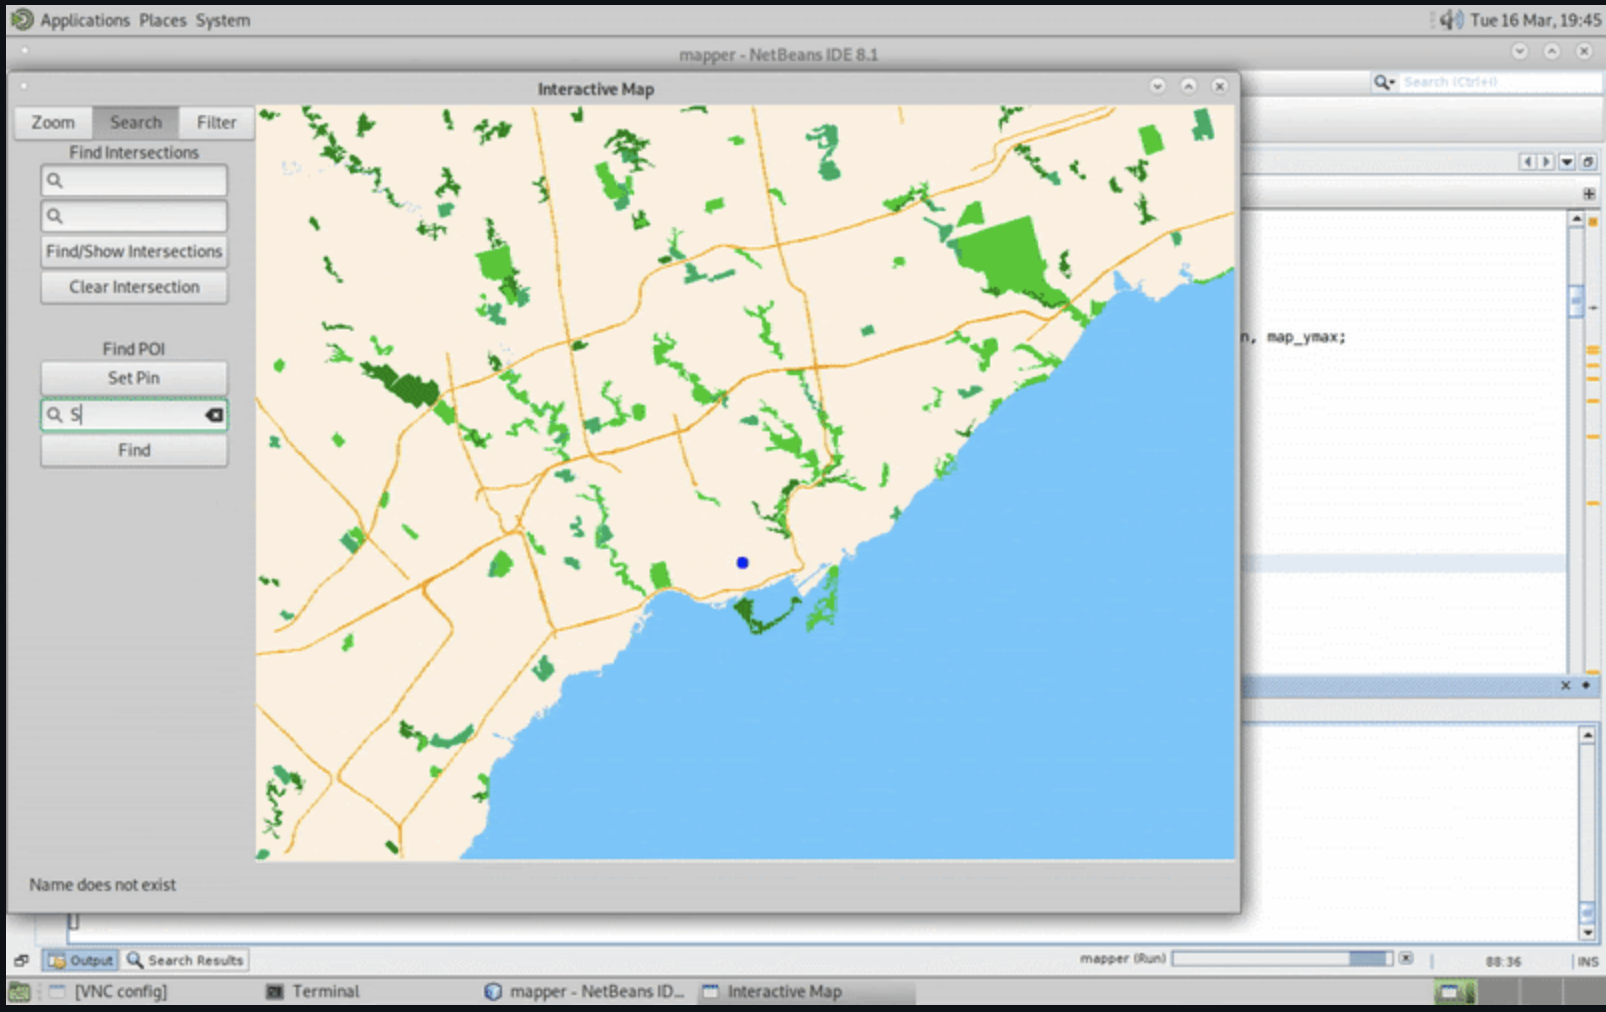 Applications Places System
Tue 16 Mar, 19:45
mapper - NetBeans IDE 8.1
Search (Ctrl+I)
Interactive Map
Zoom Search Filter
Find Intersections
Find/Show Intersections
Clear Intersection
Find POI
Set Pin
S
Find
n, map_ymax;
Name does not exist
Output Search Results
mapper (Run)
88:36 INS
[VNC config] Terminal mapper - NetBeans ID... Interactive Map